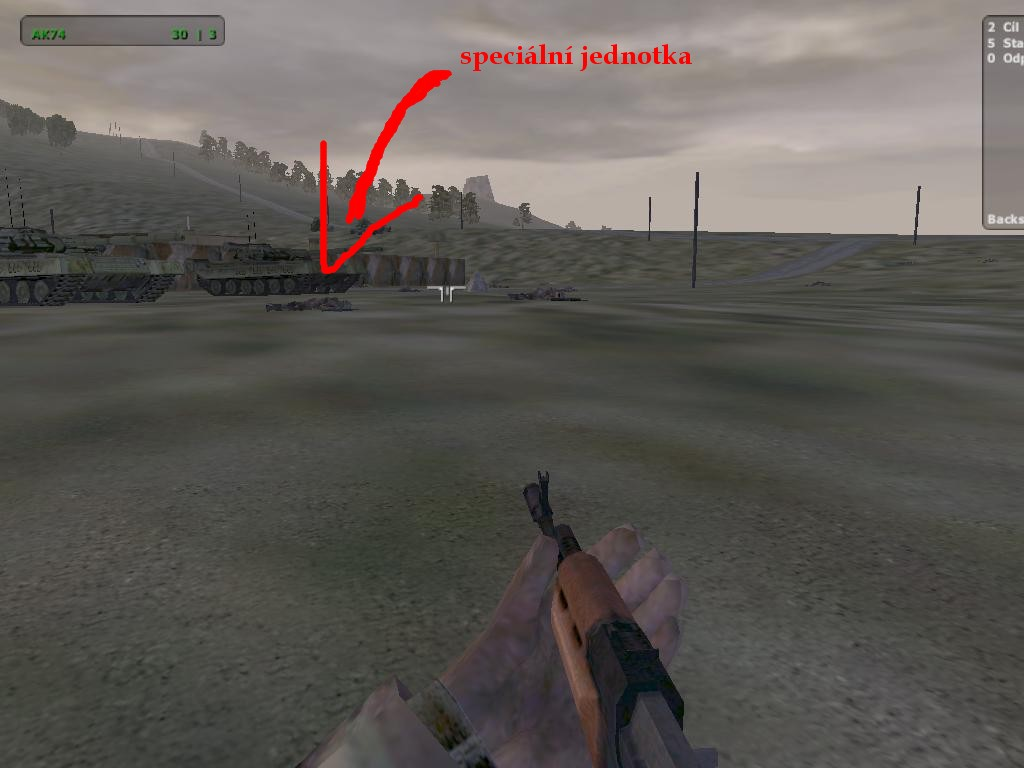 AK74 30 | 3
speciální jednotka
2 Cíl
5 Sta
0 Odp
Backs